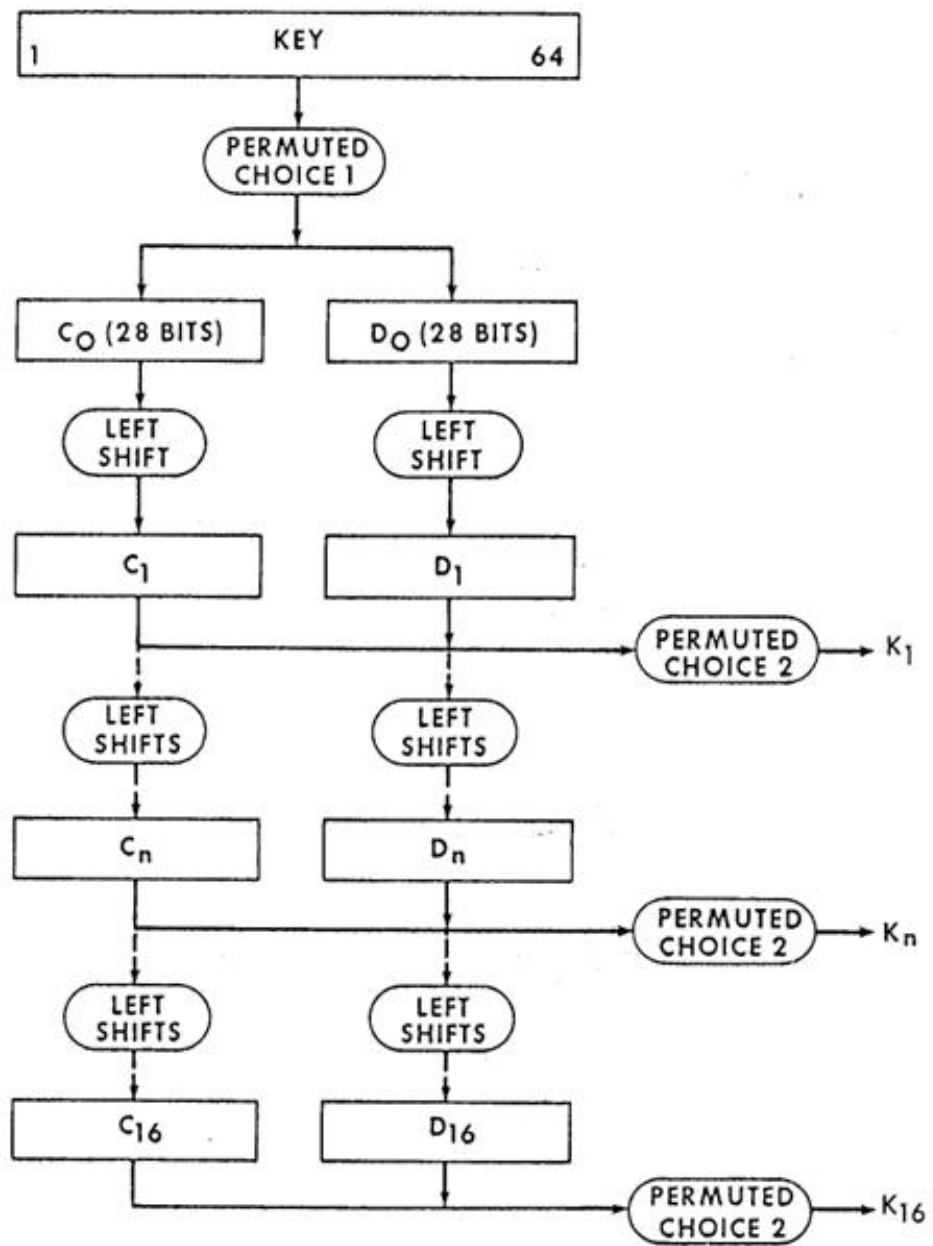 KEY
1 64
PERMUTED
CHOICE 1
C0 (28 BITS) D0 (28 BITS)
LEFT
SHIFT
LEFT
SHIFT
C1 D1
PERMUTED
CHOICE 2
K1
LEFT
SHIFTS
LEFT
SHIFTS
Cn Dn
PERMUTED
CHOICE 2
Kn
LEFT
SHIFTS
LEFT
SHIFTS
C16 D16
PERMUTED
CHOICE 2
K16